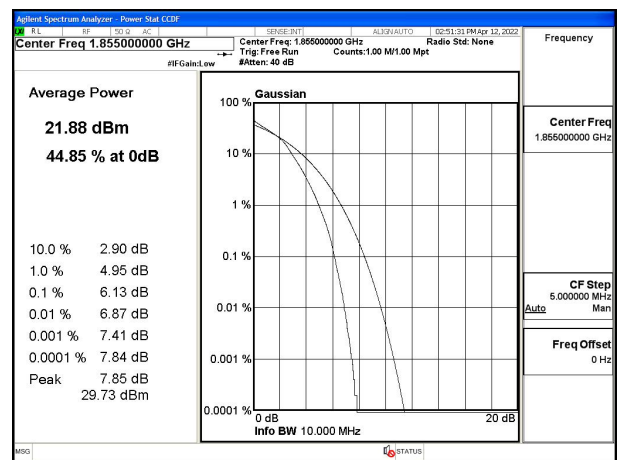 Agilent Spectrum Analyzer - Power Stat CCDF
RL RF 50 Ω AC SENSE:INT ALIGN AUTO 02:51:31 PM Apr 12, 2022
Center Freq 1.855000000 GHz
Center Freq: 1.855000000 GHz Radio Std: None
Trig: Free Run Counts:1.00 M/1.00 Mpt
#IFGain:Low #Atten: 40 dB
Frequency
Average Power
21.88 dBm
44.85 % at 0dB
10.0 % 2.90 dB
1.0 % 4.95 dB
0.1 % 6.13 dB
0.01 % 6.87 dB
0.001 % 7.41 dB
0.0001 % 7.84 dB
Peak 7.85 dB
29.73 dBm
Gaussian
100 %
10 %
1 %
0.1 %
0.01 %
0.001 %
0.0001 %
0 dB 20 dB
Info BW 10.000 MHz
Center Freq
1.855000000 GHz
CF Step
5.000000 MHz
Auto Man
Freq Offset
0 Hz
MSG STATUS